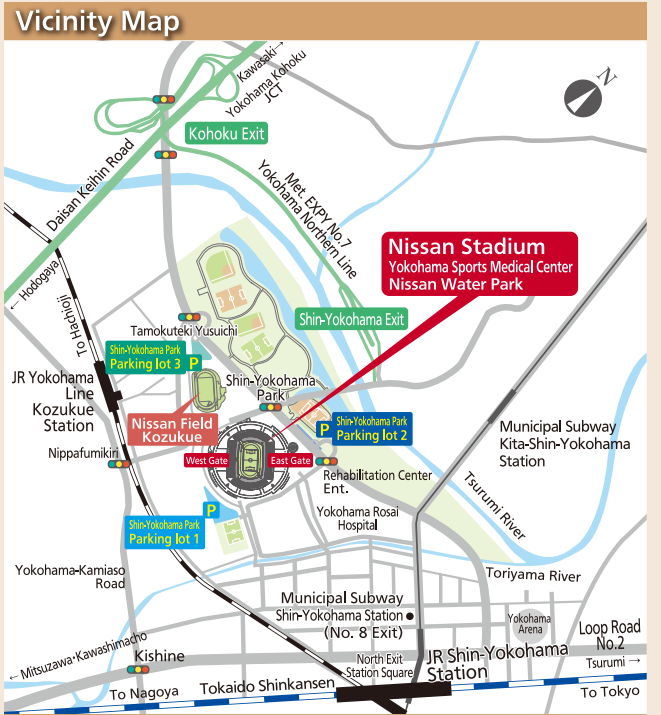 Vicinity Map
N
Kawasaki→
Yokohama Kohoku
JCT
Kohoku Exit
Daisan Keihin Road
Met. EXPY No.7
Yokohama Northern Line
← Hodogaya
To Hachioji
Nissan Stadium
Yokohama Sports Medical Center
Nissan Water Park
Shin-Yokohama Exit
Tamokuteki Yusuichi
Shin-Yokohama Park
Parking lot 3
P
JR Yokohama
Line
Kozukue
Station
Shin-Yokohama
Park
Nissan Field
Kozukue
P
Shin-Yokohama Park
Parking lot 2
Municipal Subway
Kita-Shin-Yokohama
Station
Nippafumikiri
West Gate
East Gate
Rehabilitation Center
Ent.
Tsurumi River
P
Shin-Yokohama Park
Parking lot 1
Yokohama Rosai
Hospital
Yokohama-Kamiaso
Road
Toriyama River
Municipal Subway
Shin-Yokohama Station
(No. 8 Exit)
Yokohama
Arena
Loop Road
No.2
Tsurumi →
← Mitsuzawa·Kawashimacho
Kishine
North Exit
Station Square
JR Shin-Yokohama
Station
To Nagoya
Tokaido Shinkansen
To Tokyo